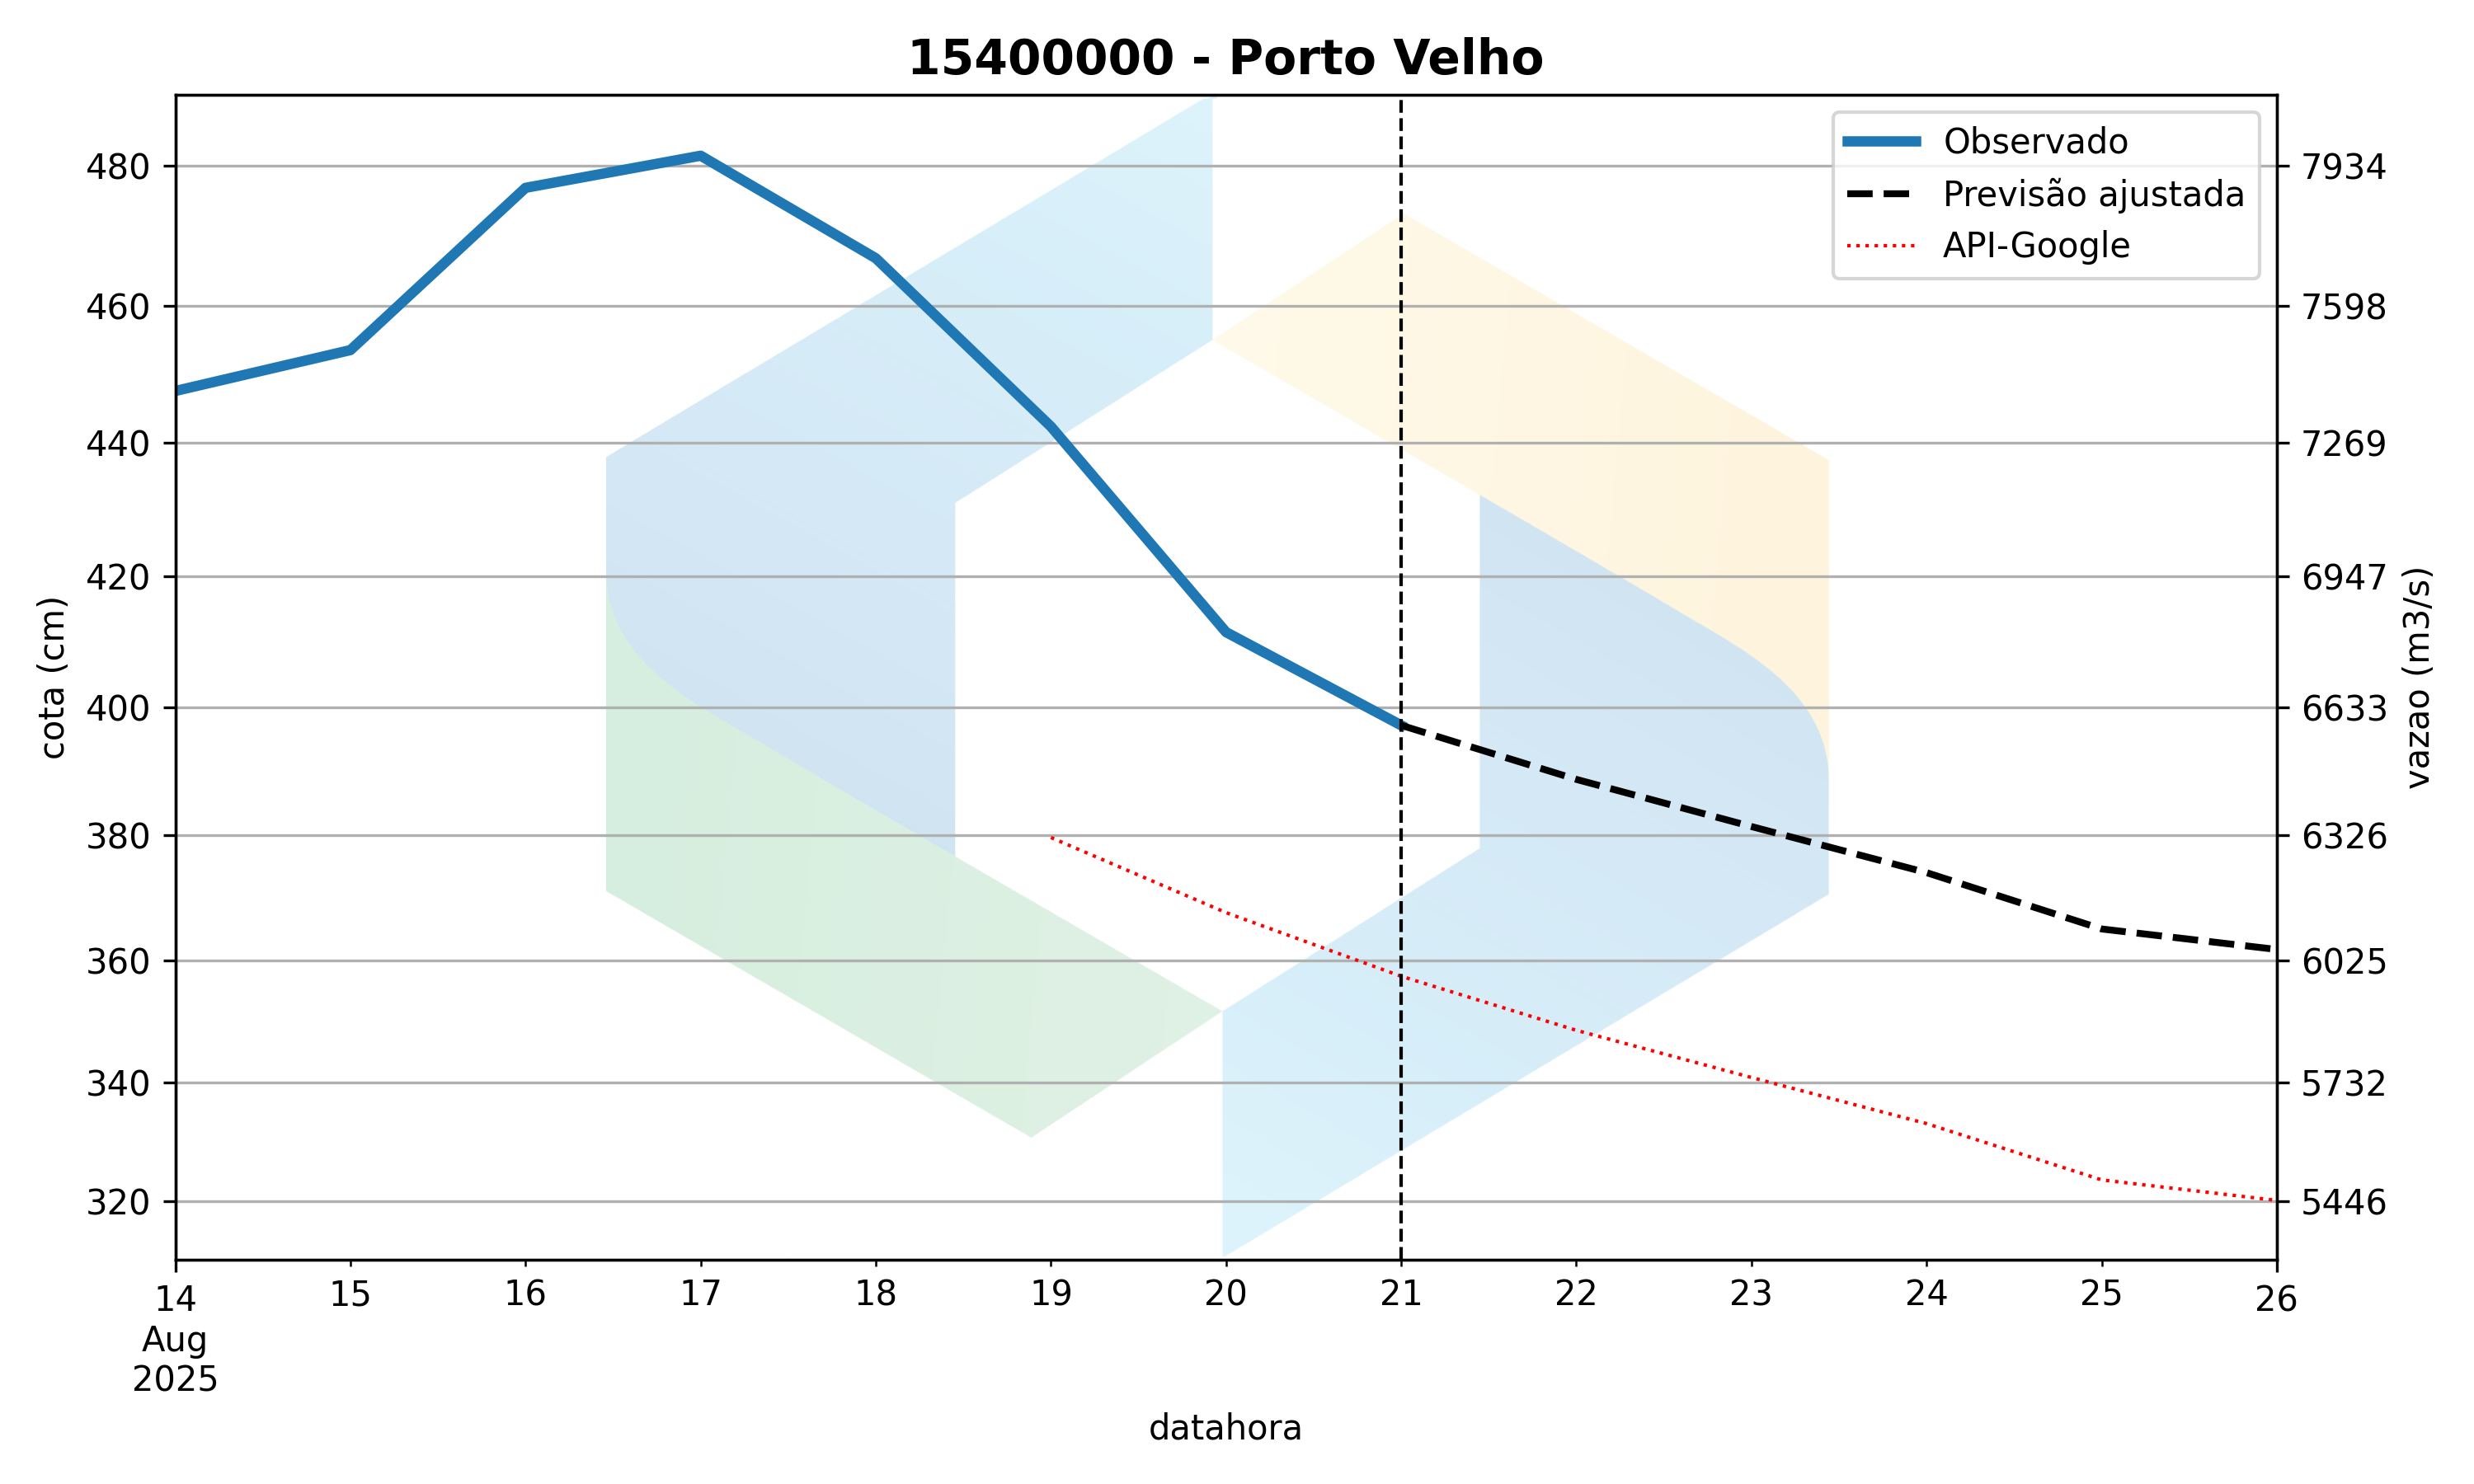 15400000 - Porto Velho
Observado
Previsão ajustada
API-Google
480
460
440
420
400
380
360
340
320
cota (cm)
7934
7598
7269
6947
6633
6326
6025
5732
5446
vazao (m3/s)
14 15 16 17 18 19 20 21 22 23 24 25 26
Aug
2025
datahora